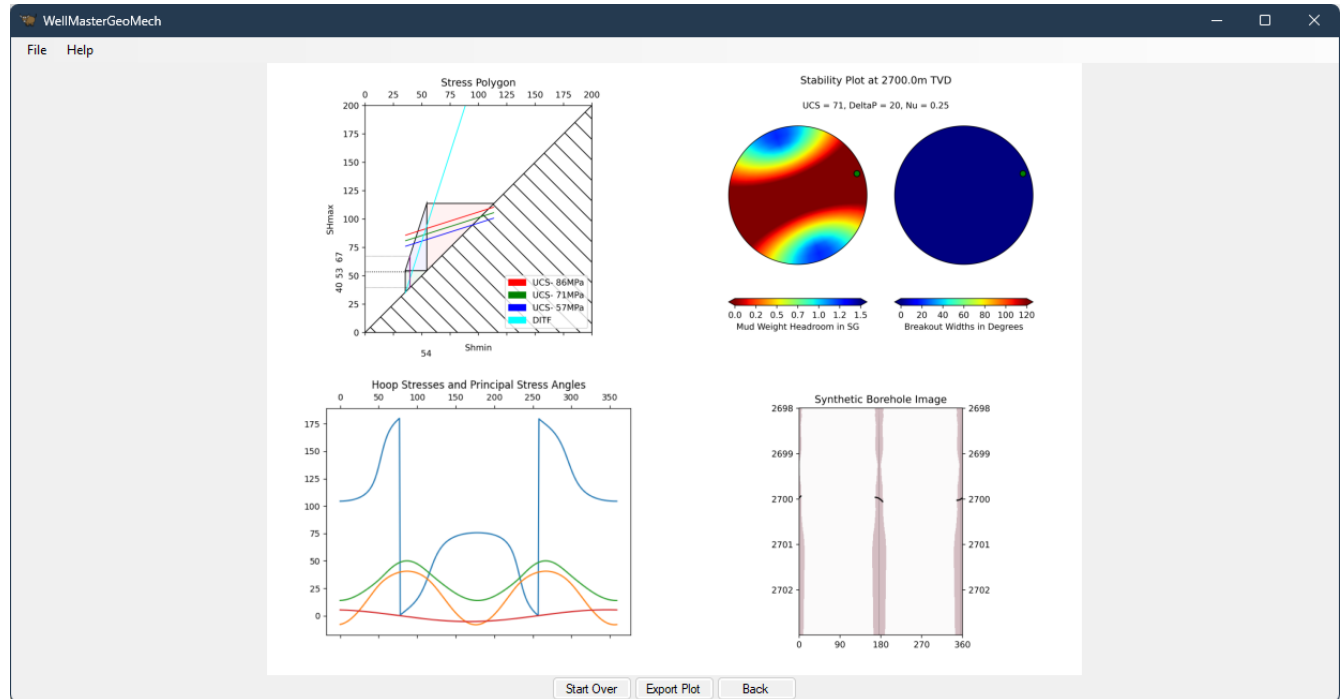 WellMasterGeoMech
File Help
Stress Polygon
0 25 50 75 100 125 150 175 200
200
175
150
125
100
75
50
25
0
SHmax
40 53 67
UCS- 86MPa
UCS- 71MPa
UCS- 57MPa
DITF
Shmin
54
Stability Plot at 2700.0m TVD
UCS = 71, DeltaP = 20, Nu = 0.25
0.0 0.2 0.5 0.7 1.0 1.2 1.5
Mud Weight Headroom in SG
0 20 40 60 80 100 120
Breakout Widths in Degrees
Hoop Stresses and Principal Stress Angles
0 50 100 150 200 250 300 350
175
150
125
100
75
50
25
0
Synthetic Borehole Image
2698 2698
2699 2699
2700 2700
2701 2701
2702 2702
0 90 180 270 360
Start Over Export Plot Back